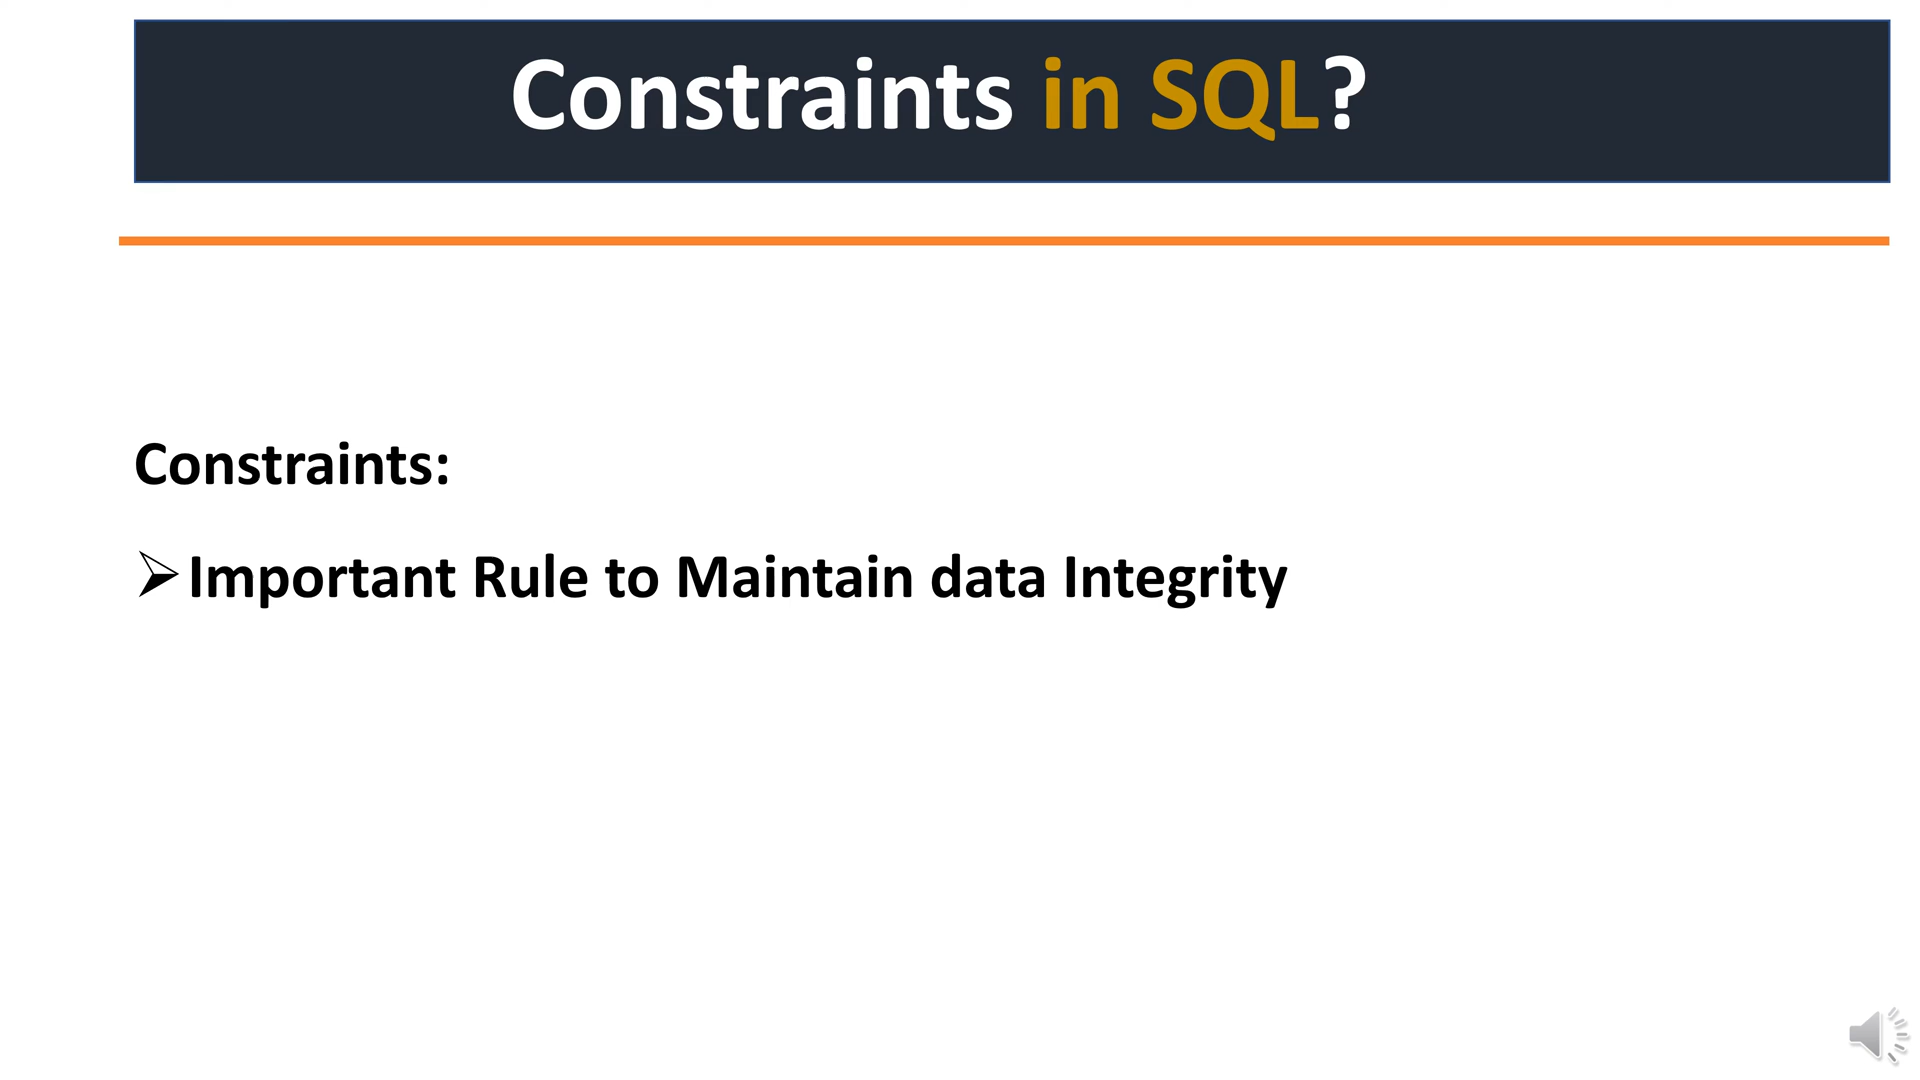 Constraints in SQL?
Constraints:
➢Important Rule to Maintain data Integrity